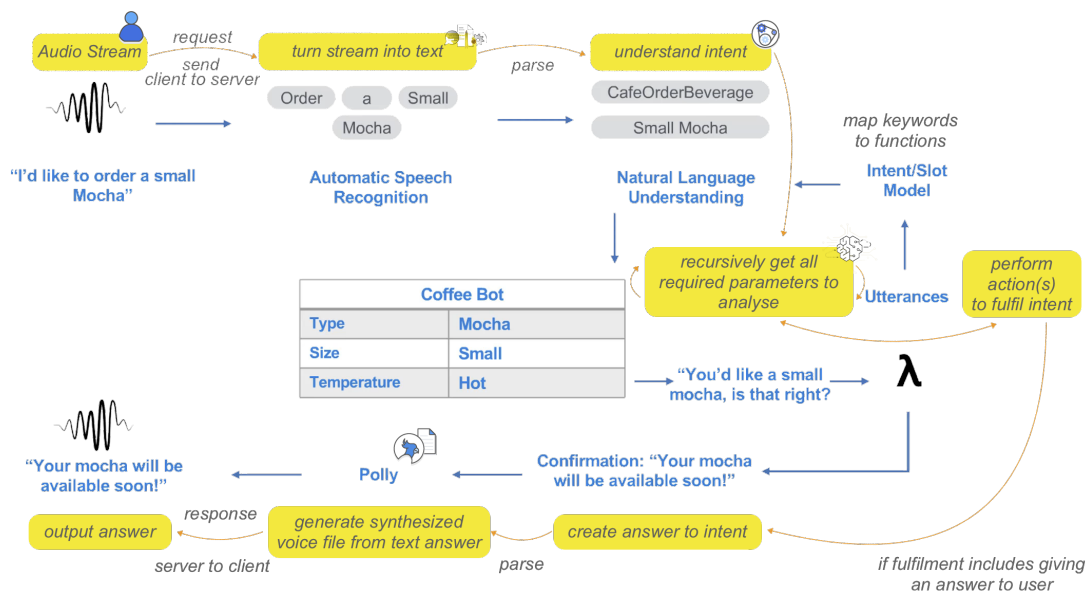 Audio Stream
request
send
client to server
turn stream into text
parse
understand intent
Order
a
Small
Mocha
CafeOrderBeverage
Small Mocha
map keywords
to functions
“I’d like to order a small
Mocha”
Automatic Speech
Recognition
Natural Language
Understanding
Intent/Slot
Model
recursively get all
required parameters to
analyse
Utterances
perform
action(s)
to fulfil intent
Coffee Bot
Type Mocha
Size Small
Temperature Hot
“You’d like a small
mocha, is that right?
λ
“Your mocha will be
available soon!”
Polly
Confirmation: “Your mocha
will be available soon!”
output answer
response
server to client
generate synthesized
voice file from text answer
parse
create answer to intent
if fulfilment includes giving
an answer to user